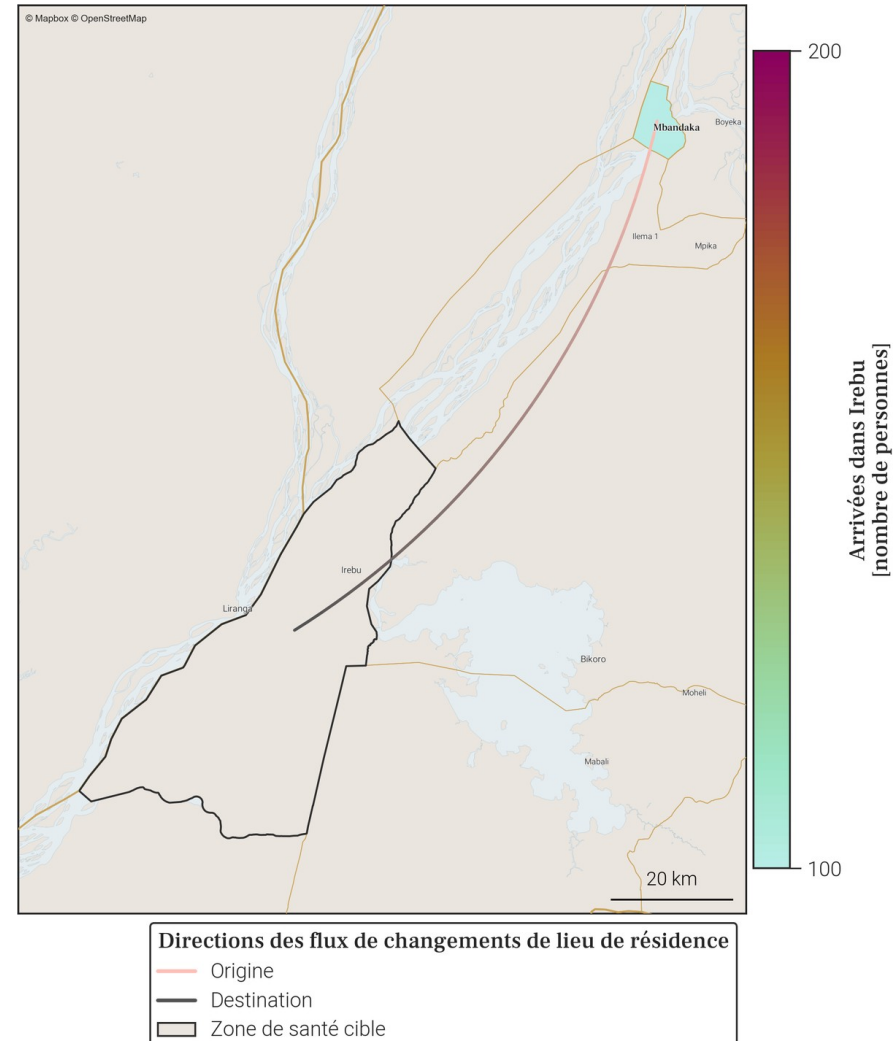 © Mapbox © OpenStreetMap
200
Mbandaka
Boyeka
Ilema 1
Mpika
Arrivées dans Irebu
[nombre de personnes]
Irebu
Liranga
Bikoro
Moheli
Mabali
100
20 km
Directions des flux de changements de lieu de résidence
Origine
Destination
Zone de santé cible